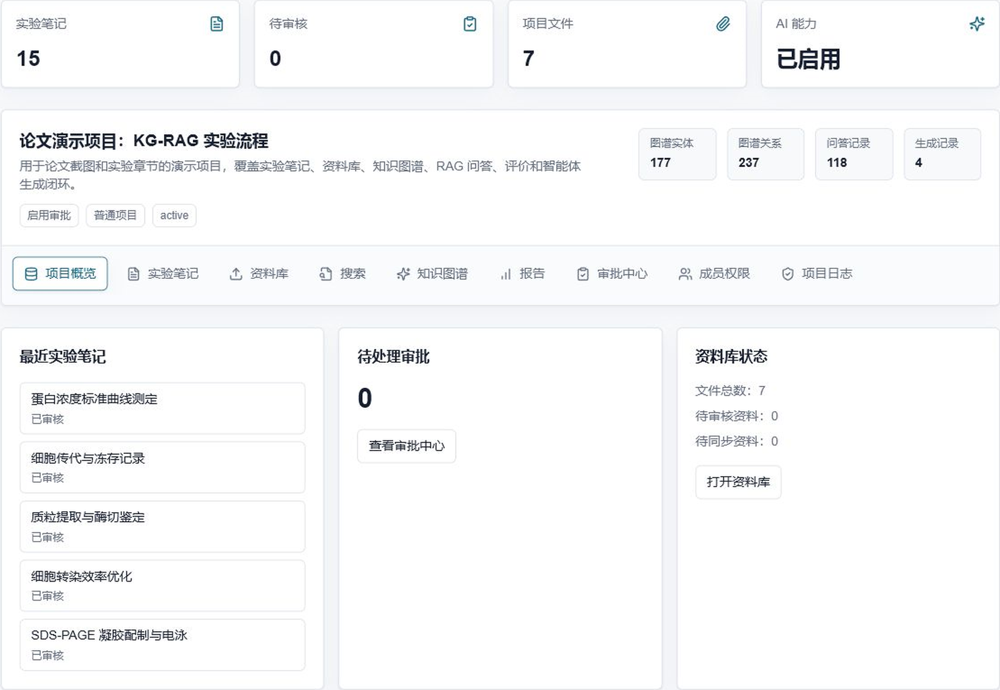 实验笔记
15
待审核
0
项目文件
7
AI 能力
已启用
论文演示项目：KG-RAG 实验流程
用于论文截图和实验章节的演示项目，覆盖实验笔记、资料库、知识图谱、RAG 问答、评价和智能体
生成闭环。
启用审批
普通项目
active
图谱实体
177
图谱关系
237
问答记录
118
生成记录
4
项目概览
实验笔记
资料库
搜索
知识图谱
报告
审批中心
成员权限
项目日志
最近实验笔记
蛋白浓度标准曲线测定
已审核
细胞传代与冻存记录
已审核
质粒提取与酶切鉴定
已审核
细胞转染效率优化
已审核
SDS-PAGE 凝胶配制与电泳
已审核
待处理审批
0
查看审批中心
资料库状态
文件总数：7
待审核资料：0
待同步资料：0
打开资料库